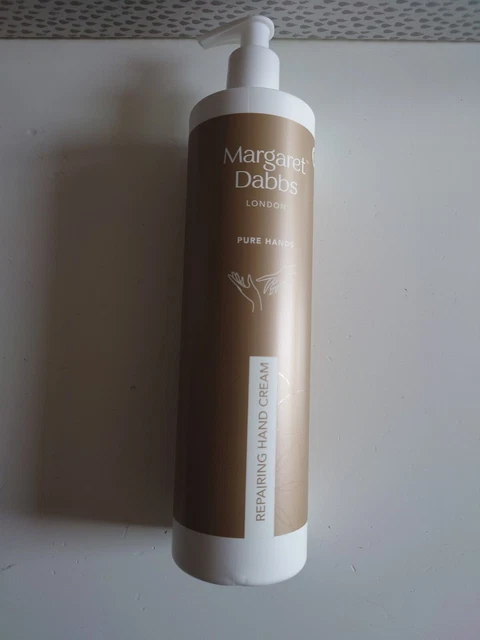 Margaret
Dabbs
LONDON
PURE HANDS
REPAIRING HAND CREAM